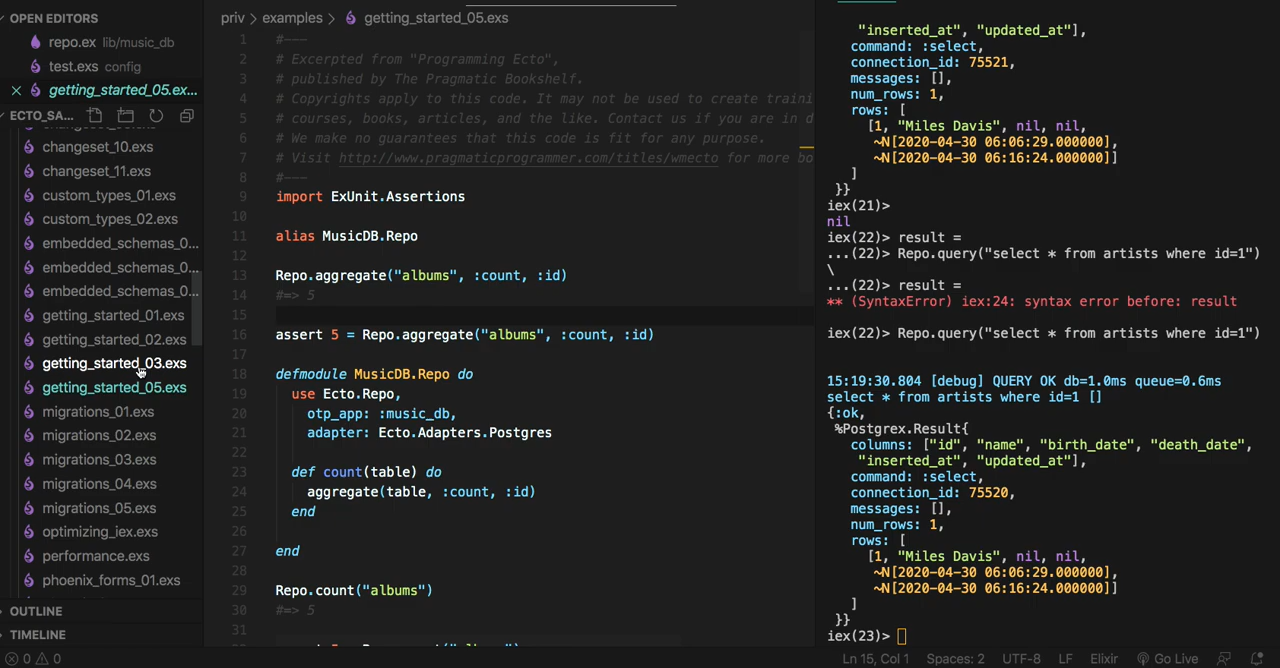 OPEN EDITORS
repo.ex lib/music_db
test.exs config
getting_started_05.ex...
ECTO_SA...
changeset_10.exs
changeset_11.exs
custom_types_01.exs
custom_types_02.exs
embedded_schemas_0...
embedded_schemas_0...
embedded_schemas_0...
getting_started_01.exs
getting_started_02.exs
getting_started_03.exs
getting_started_05.exs
migrations_01.exs
migrations_02.exs
migrations_03.exs
migrations_04.exs
migrations_05.exs
optimizing_iex.exs
performance.exs
phoenix_forms_01.exs
OUTLINE
TIMELINE
priv > examples > getting_started_05.exs
1 #---
2 # Excerpted from "Programming Ecto",
3 # published by The Pragmatic Bookshelf.
4 # Copyrights apply to this code. It may not be used to create traini
5 # courses, books, articles, and the like. Contact us if you are in d
6 # We make no guarantees that this code is fit for any purpose.
7 # Visit http://www.pragmaticprogrammer.com/titles/wmecto for more bo
8 #---
9 import ExUnit.Assertions
10
11 alias MusicDB.Repo
12
13 Repo.aggregate("albums", :count, :id)
14 #=> 5
15
16 assert 5 = Repo.aggregate("albums", :count, :id)
17
18 defmodule MusicDB.Repo do
19 use Ecto.Repo,
20 otp_app: :music_db,
21 adapter: Ecto.Adapters.Postgres
22
23 def count(table) do
24 aggregate(table, :count, :id)
25 end
26
27 end
28
29 Repo.count("albums")
30 #=> 5
31
"inserted_at", "updated_at"],
command: :select,
connection_id: 75521,
messages: [],
num_rows: 1,
rows: [
[1, "Miles Davis", nil, nil,
~N[2020-04-30 06:06:29.000000],
~N[2020-04-30 06:16:24.000000]]
]
}}
iex(21)>
nil
iex(22)> result =
...(22)> Repo.query("select * from artists where id=1")
\
...(22)> result =
** (SyntaxError) iex:24: syntax error before: result
iex(22)> Repo.query("select * from artists where id=1")
15:19:30.804 [debug] QUERY OK db=1.0ms queue=0.6ms
select * from artists where id=1 []
{:ok,
%Postgrex.Result{
columns: ["id", "name", "birth_date", "death_date",
"inserted_at", "updated_at"],
command: :select,
connection_id: 75520,
messages: [],
num_rows: 1,
rows: [
[1, "Miles Davis", nil, nil,
~N[2020-04-30 06:06:29.000000],
~N[2020-04-30 06:16:24.000000]]
]
}}
iex(23)>
0 0
Ln 15, Col 1 Spaces: 2 UTF-8 LF Elixir Go Live